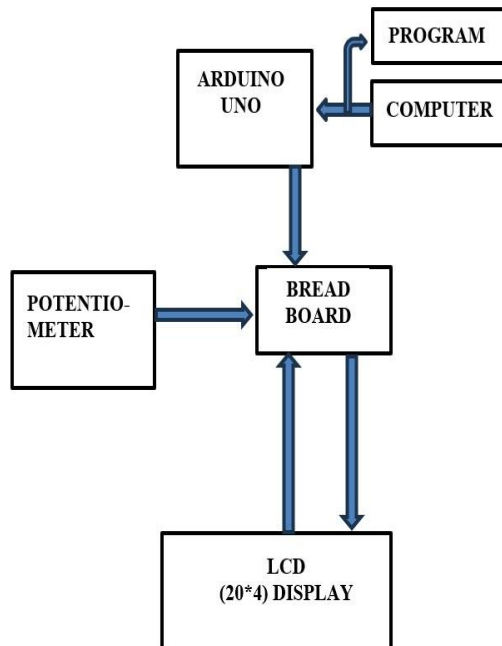 PROGRAM
ARDUINO
UNO
COMPUTER
BREAD
BOARD
POTENTIO-
METER
LCD
(20*4) DISPLAY